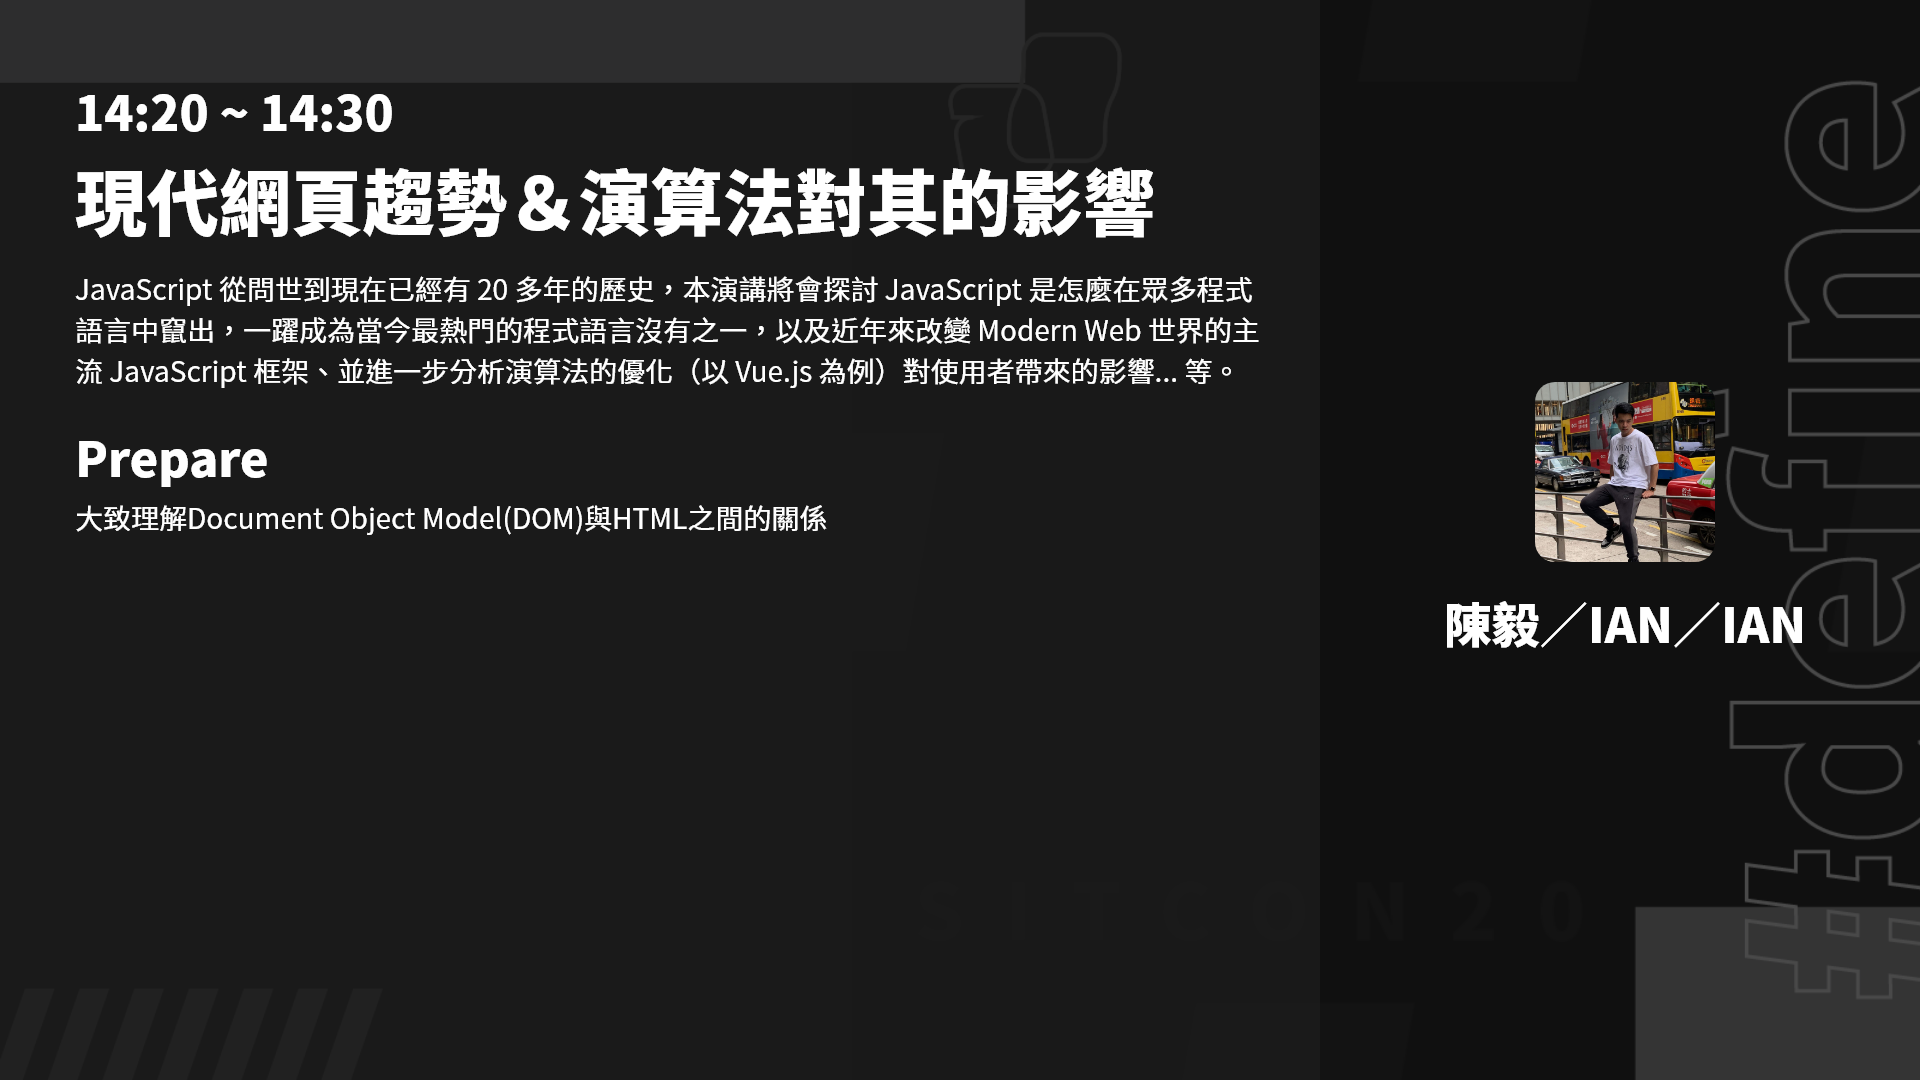 14:20 ~ 14:30
現代網頁趨勢＆演算法對其的影響
JavaScript 從問世到現在已經有 20 多年的歷史，本演講將會探討 JavaScript 是怎麼在眾多程式
語言中竄出，一躍成為當今最熱門的程式語言沒有之一，以及近年來改變 Modern Web 世界的主
流 JavaScript 框架、並進一步分析演算法的優化（以 Vue.js 為例）對使用者帶來的影響... 等。
Prepare
大致理解Document Object Model(DOM)與HTML之間的關係
陳毅／IAN／IAN
#define
SITCON20